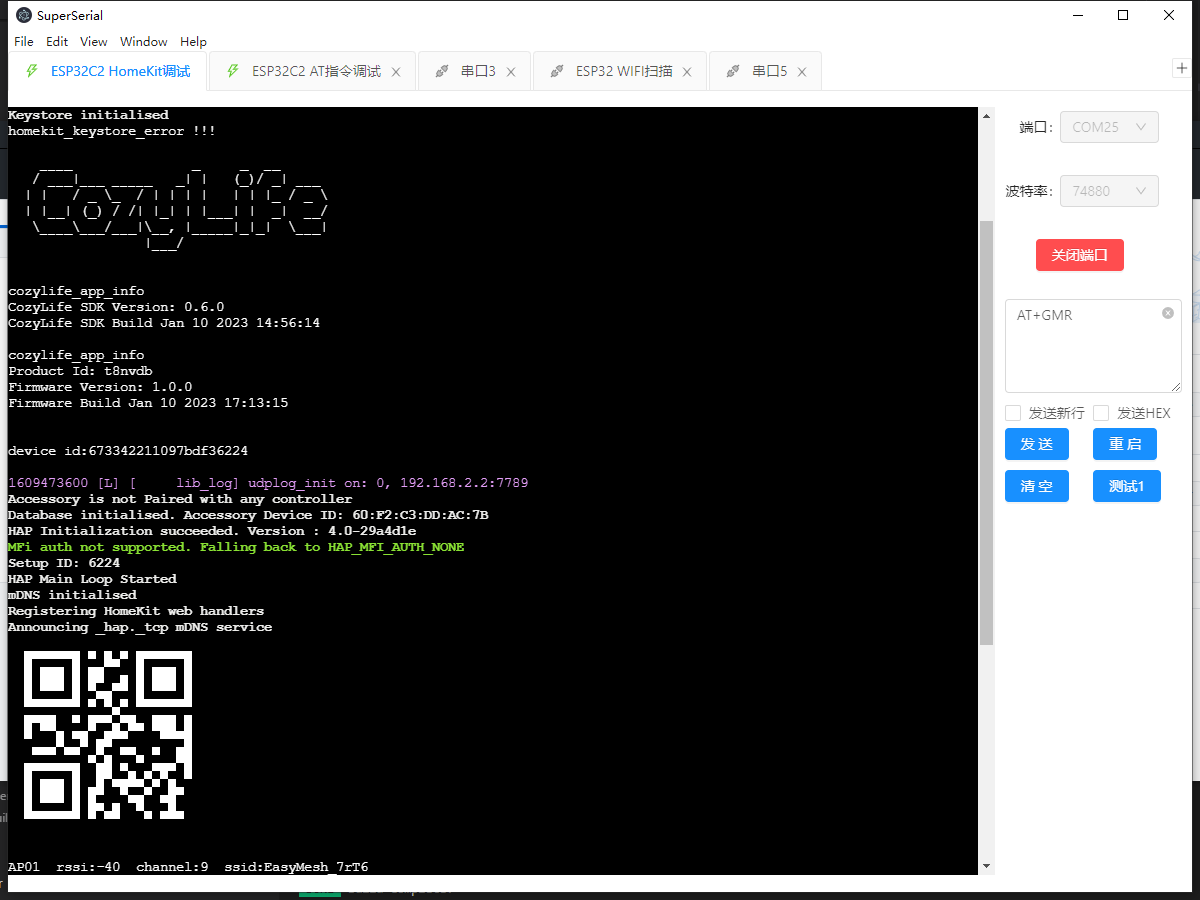 SuperSerial
File Edit View Window Help
ESP32C2 HomeKit调试 ESP32C2 AT指令调试 串口3 ESP32 WIFI扫描 串口5
Keystore initialised
homekit_keystore_error !!!
CozyLife
cozylife_app_info
CozyLife SDK Version: 0.6.0
CozyLife SDK Build Jan 10 2023 14:56:14
cozylife_app_info
Product Id: t8nvdb
Firmware Version: 1.0.0
Firmware Build Jan 10 2023 17:13:15
device id:673342211097bdf36224
1609473600 [L] [     lib_log] udplog_init on: 0, 192.168.2.2:7789
Accessory is not Paired with any controller
Database initialised. Accessory Device ID: 60:F2:C3:DD:AC:7B
HAP Initialization succeeded. Version : 4.0-29a4d1e
MFi auth not supported. Falling back to HAP_MFI_AUTH_NONE
Setup ID: 6224
HAP Main Loop Started
mDNS initialised
Registering HomeKit web handlers
Announcing _hap._tcp mDNS service
AP01  rssi:-40  channel:9  ssid:EasyMesh_7rT6
端口: COM25
波特率: 74880
关闭端口
AT+GMR
发送新行 发送HEX
发 送 重 启
清 空 测试1